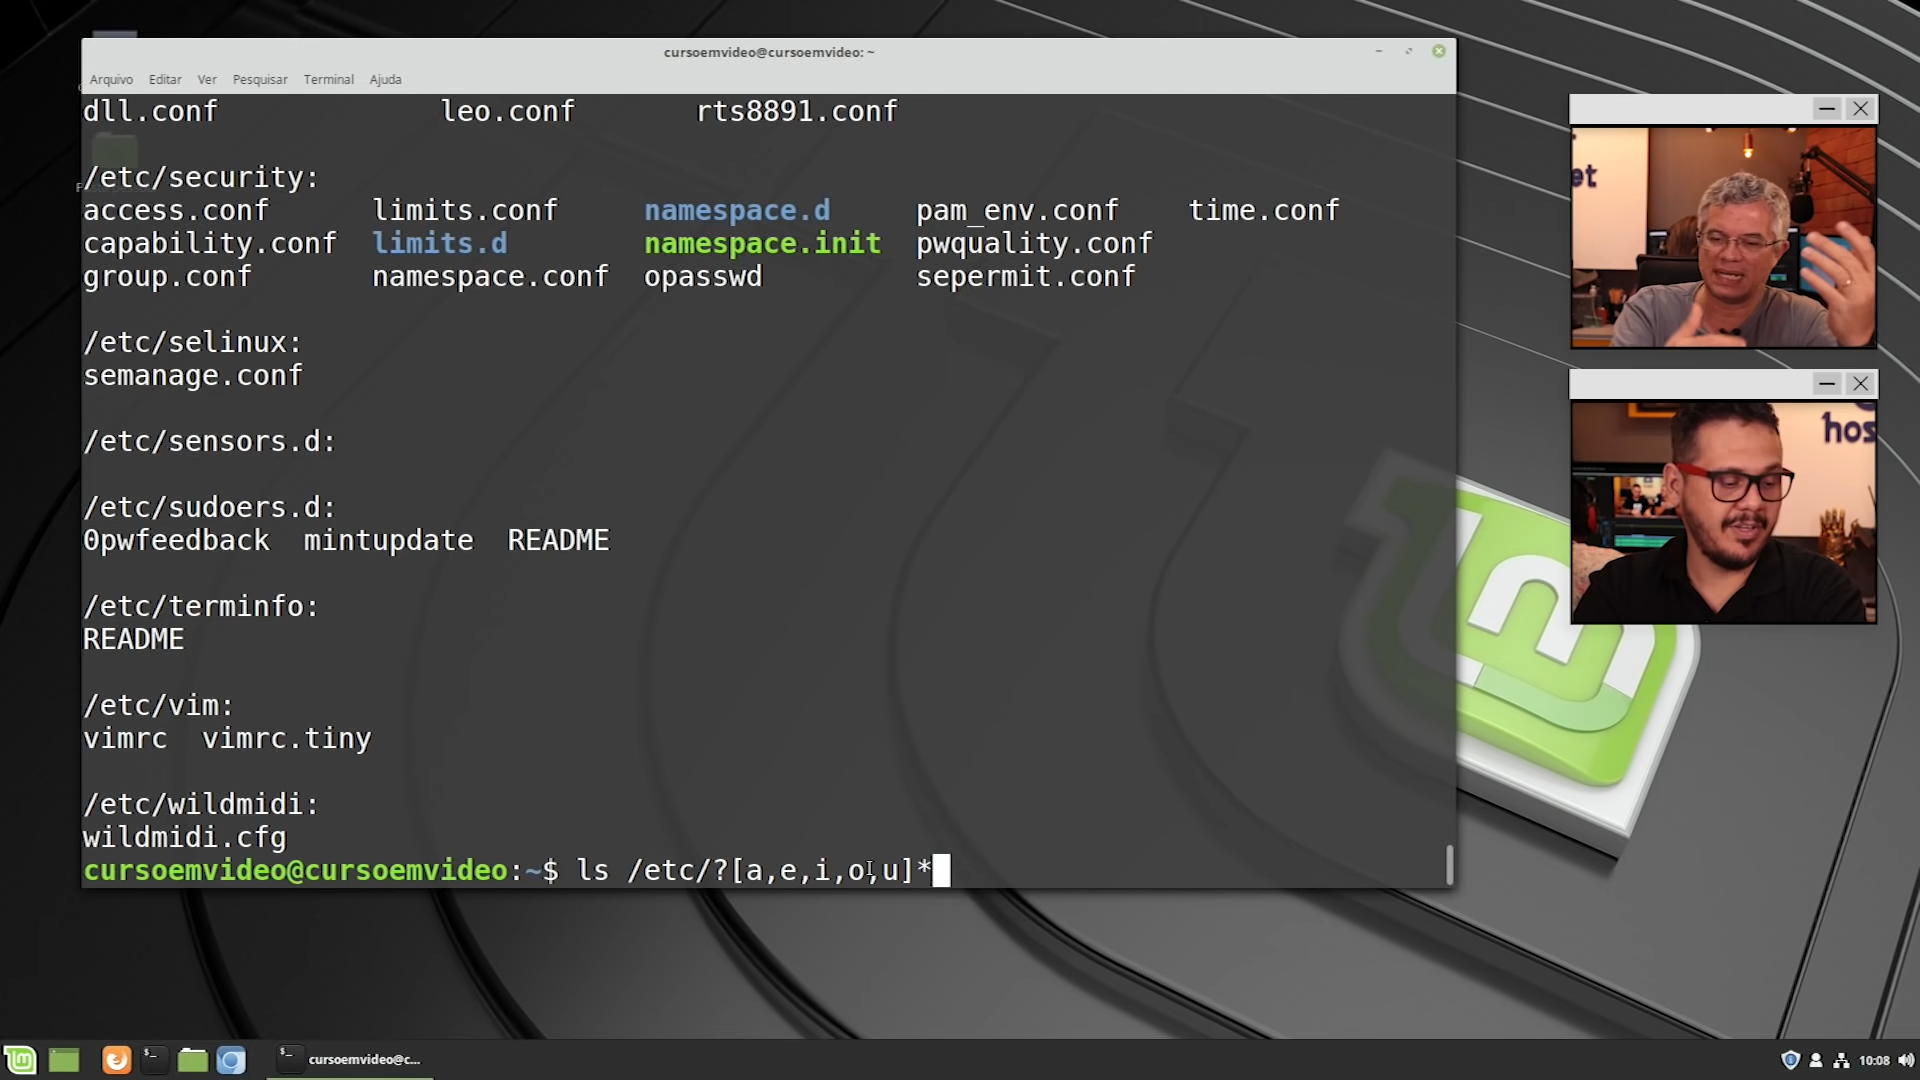 cursoemvideo@cursoemvideo: ~
Arquivo Editar Ver Pesquisar Terminal Ajuda
dll.conf leo.conf rts8891.conf
/etc/security:
access.conf limits.conf namespace.d pam_env.conf time.conf
capability.conf limits.d namespace.init pwquality.conf
group.conf namespace.conf opasswd sepermit.conf
/etc/selinux:
semanage.conf
/etc/sensors.d:
/etc/sudoers.d:
0pwfeedback mintupdate README
/etc/terminfo:
README
/etc/vim:
vimrc vimrc.tiny
/etc/wildmidi:
wildmidi.cfg
cursoemvideo@cursoemvideo:~$ ls /etc/?[a,e,i,o,u]*
et
hos
cursoemvideo@c...
10:08